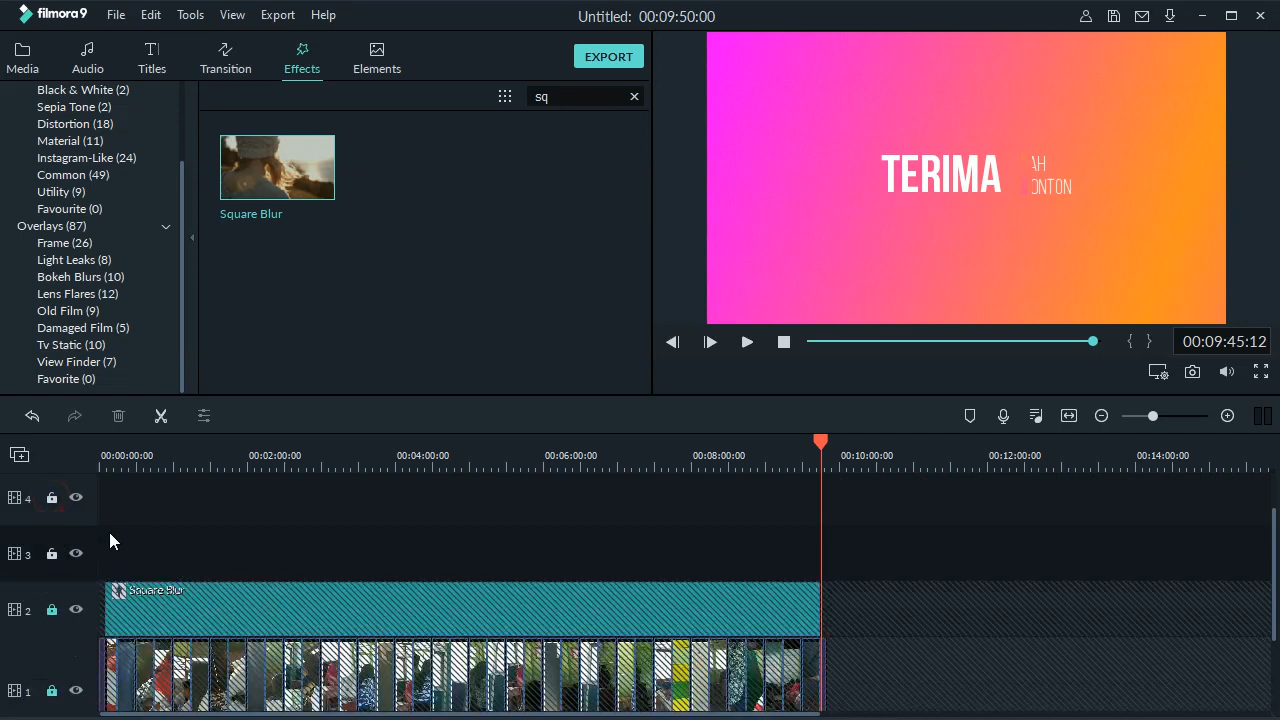 filmora9 File Edit Tools View Export Help Untitled: 00:09:50:00
Media Audio Titles Transition Effects Elements EXPORT
Black & White (2)
Sepia Tone (2)
Distortion (18)
Material (11)
Instagram-Like (24)
Common (49)
Utility (9)
Favourite (0)
Overlays (87)
Frame (26)
Light Leaks (8)
Bokeh Blurs (10)
Lens Flares (12)
Old Film (9)
Damaged Film (5)
Tv Static (10)
View Finder (7)
Favorite (0)
sq
Square Blur
TERIMA
AH
ONTON
00:09:45:12
00:00:00:00 00:02:00:00 00:04:00:00 00:06:00:00 00:08:00:00 00:10:00:00 00:12:00:00 00:14:00:00
4
3
2
Square Blur
1